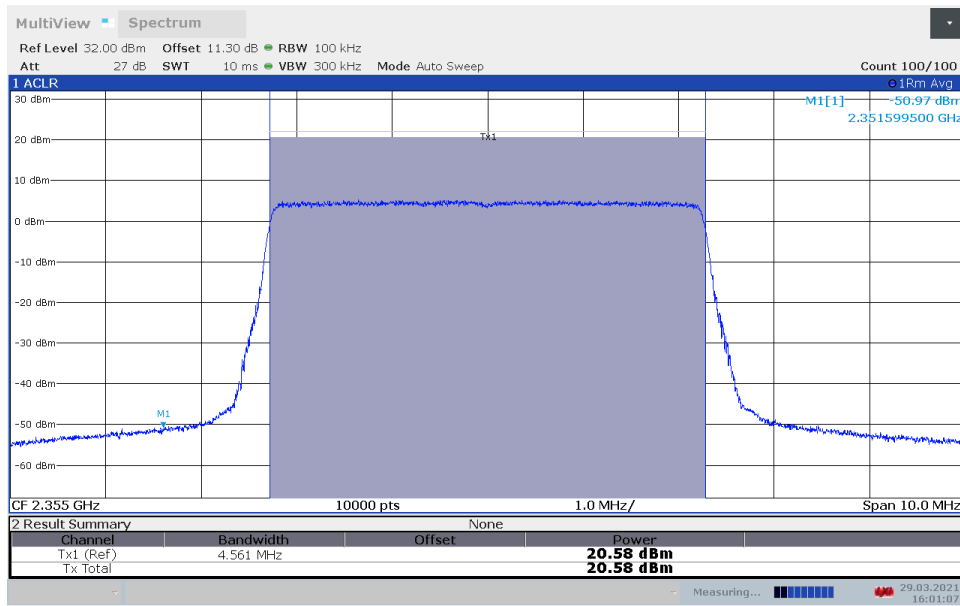 MultiView Spectrum
Ref Level 32.00 dBm Offset 11.30 dB RBW 100 kHz
Att 27 dB SWT 10 ms VBW 300 kHz Mode Auto Sweep Count 100/100
1 ACLR 1Rm Avg
30 dBm M1[1] -50.97 dBm
2.351599500 GHz
Tx1
20 dBm
10 dBm
0 dBm
-10 dBm
-20 dBm
-30 dBm
-40 dBm
M1
-50 dBm
-60 dBm
CF 2.355 GHz 10000 pts 1.0 MHz/ Span 10.0 MHz
2 Result Summary None
Channel Bandwidth Offset Power
Tx1 (Ref) 4.561 MHz 20.58 dBm
Tx Total 20.58 dBm
Measuring... 29.03.2021
16:01:07